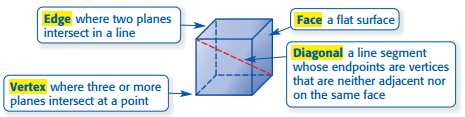 Edge where two planes
intersect in a line
Face a flat surface
Diagonal a line segment
whose endpoints are vertices
that are neither adjacent nor
on the same face
Vertex where three or more
planes intersect at a point